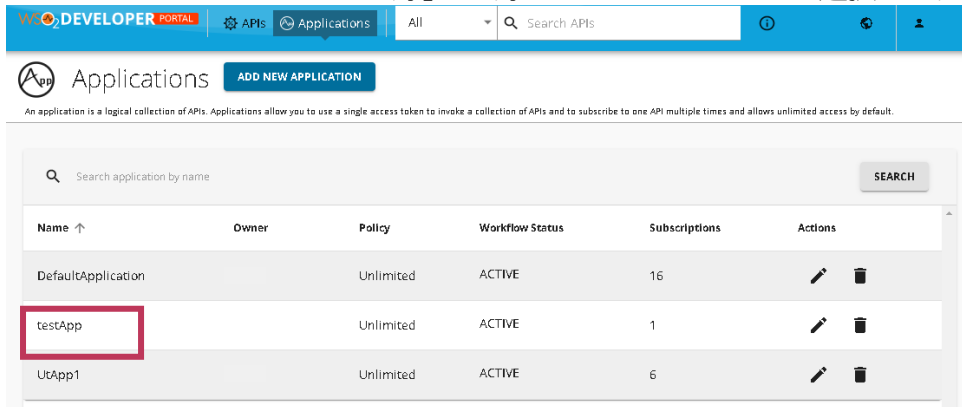 WSO2 DEVELOPER PORTAL APIs Applications All Search APIs
App Applications ADD NEW APPLICATION
An application is a logical collection of APIs. Applications allow you to use a single access token to invoke a collection of APIs and to subscribe to one API multiple times and allows unlimited access by default.
Search application by name SEARCH
Name Owner Policy Workflow Status Subscriptions Actions
DefaultApplication Unlimited ACTIVE 16
testApp Unlimited ACTIVE 1
UtApp1 Unlimited ACTIVE 6